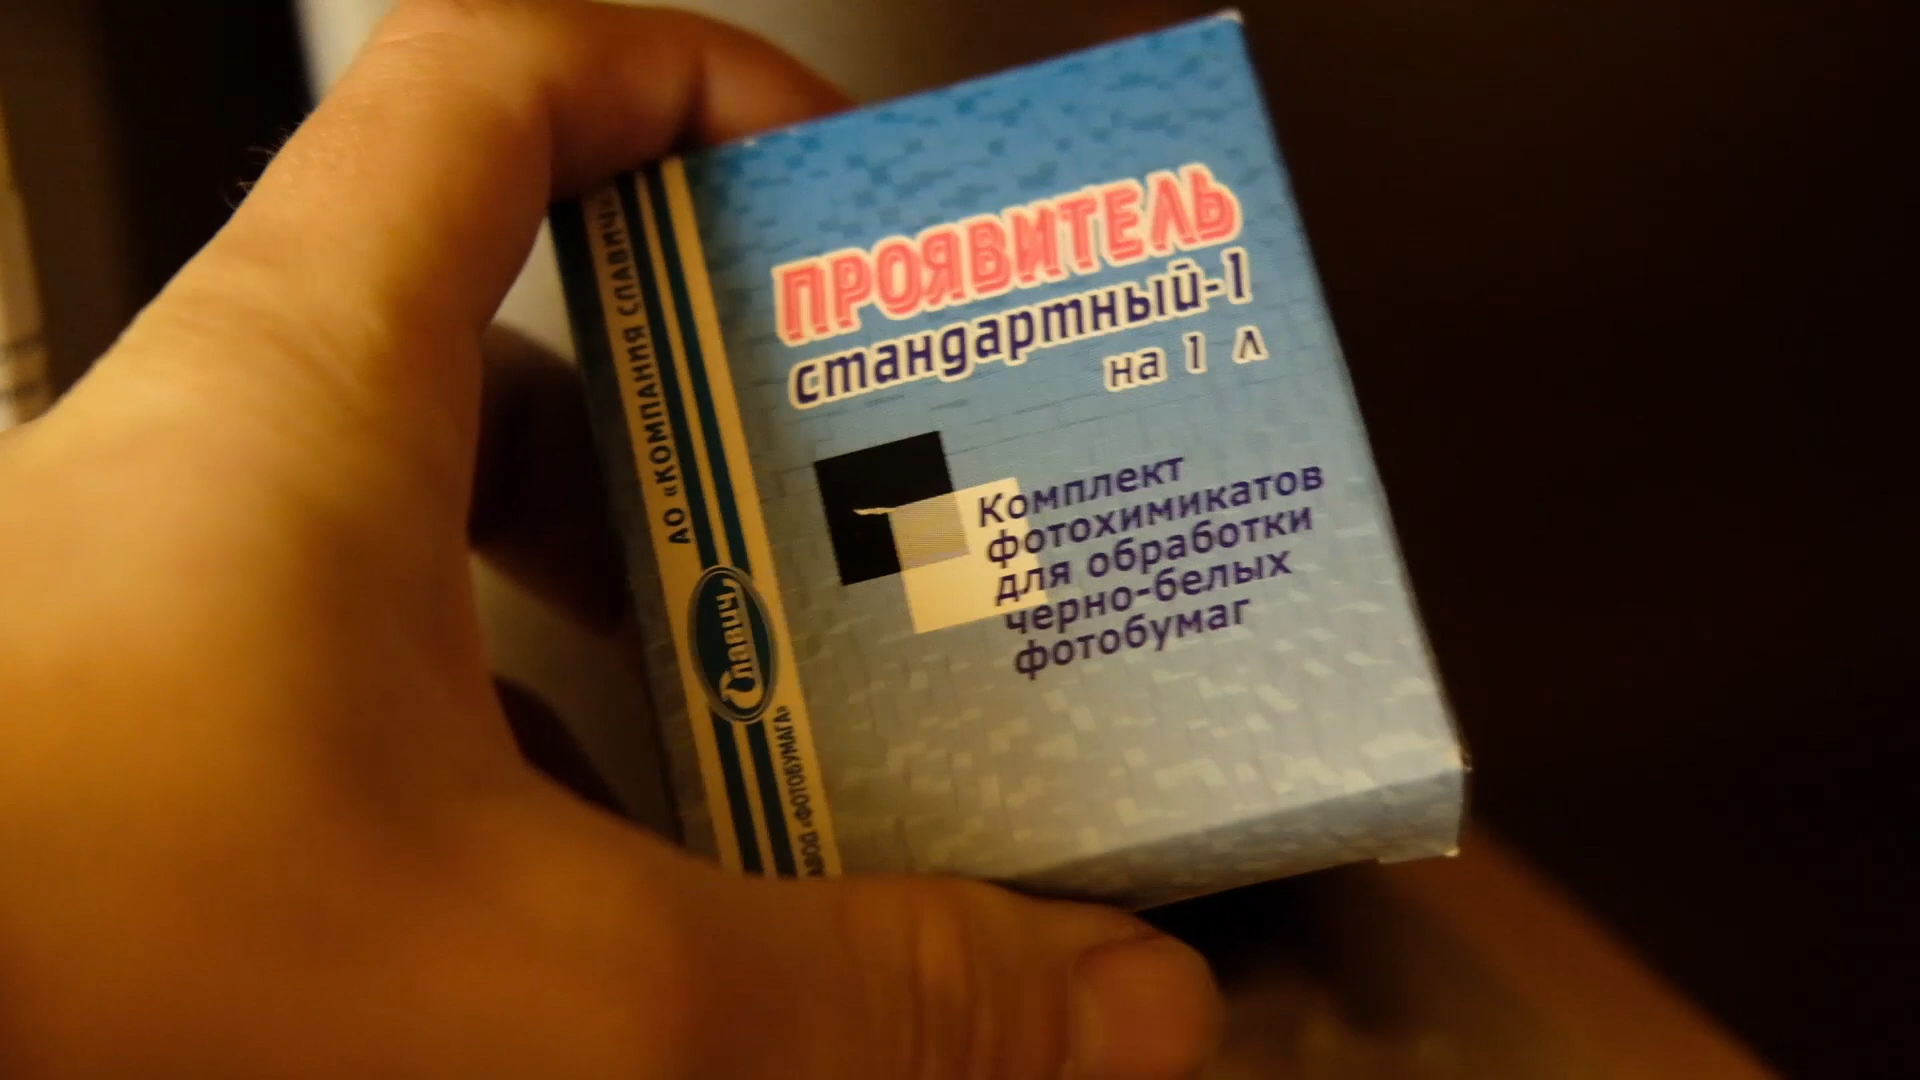 ПРОЯВИТЕЛЬ
стандартный-1
на 1 л
Комплект
фотохимикатов
для обработки
черно-белых
фотобумаг
АО «КОМПАНИЯ СЛАВИЧ»
Славич
«ФОТОБУМАГА»